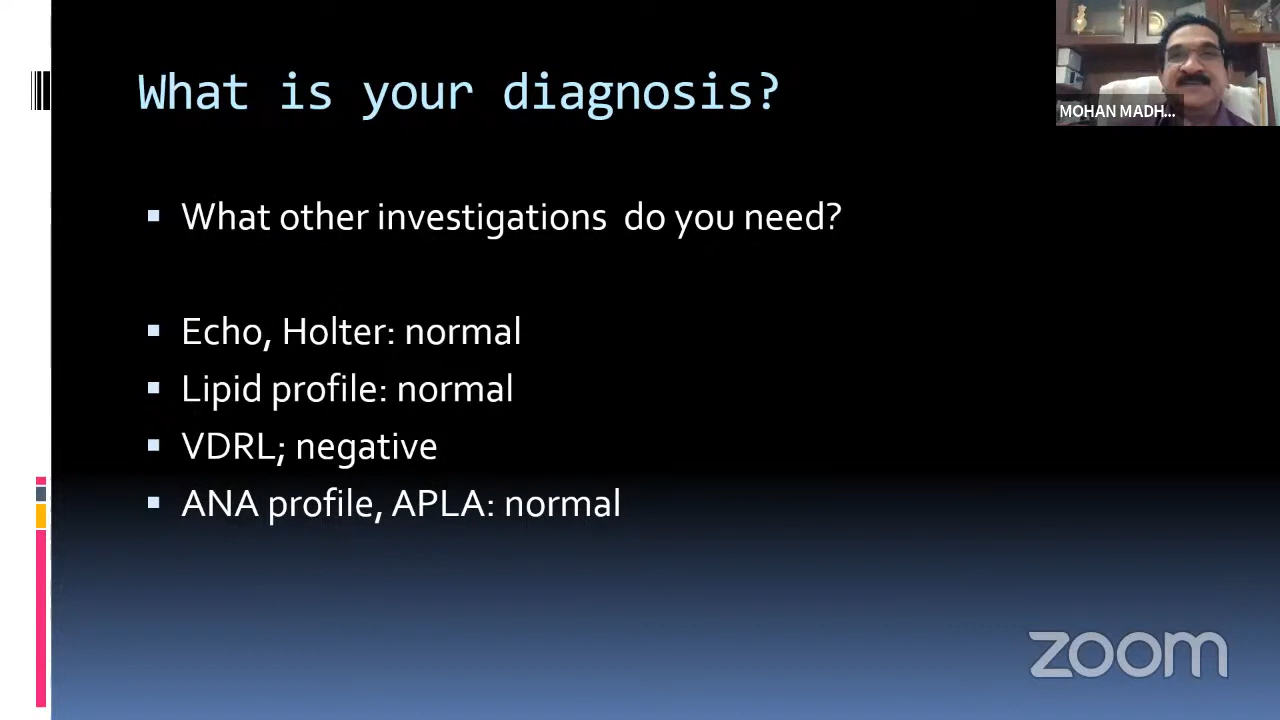 What is your diagnosis?
MOHAN MADH...
What other investigations do you need?
Echo, Holter: normal
Lipid profile: normal
VDRL; negative
ANA profile, APLA: normal
zoom